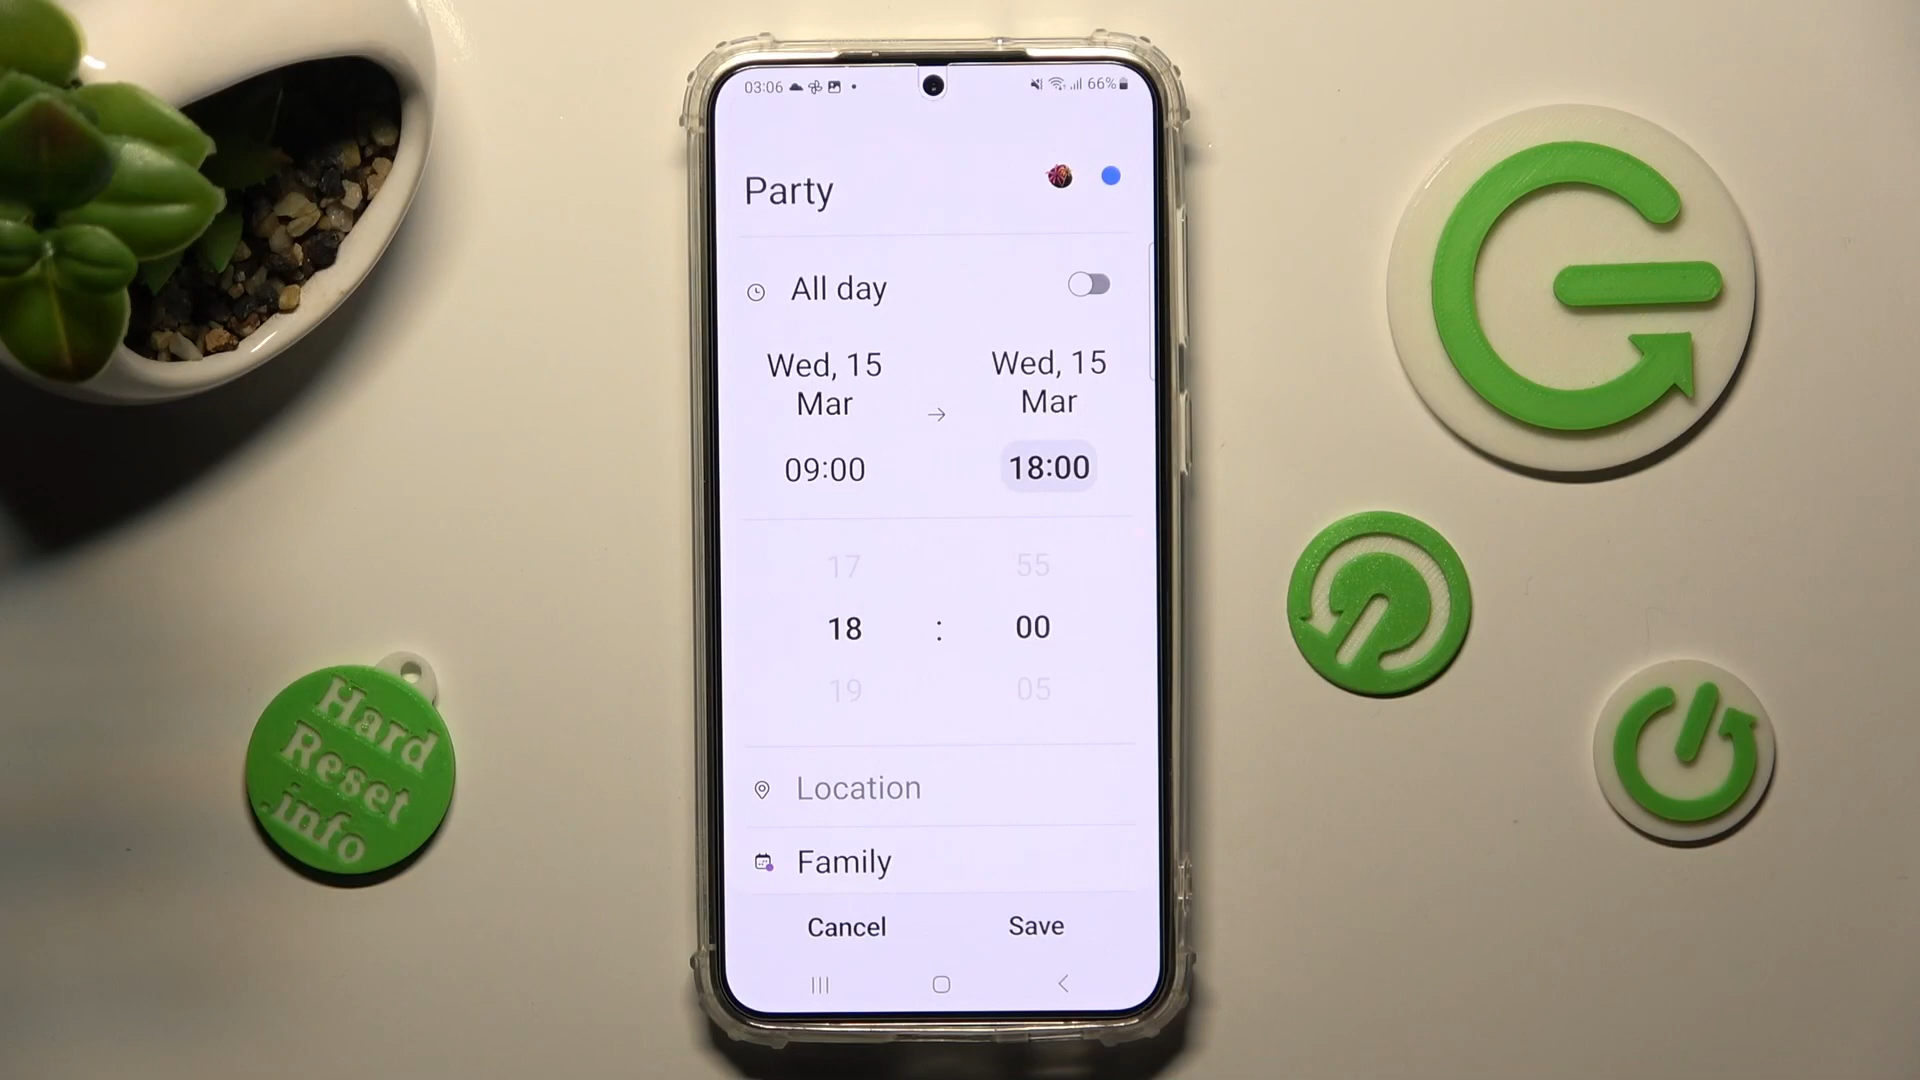 03:06
66%
Party
All day
Wed, 15 Mar
Wed, 15 Mar
09:00
18:00
17 55
18 : 00
19 05
Location
Family
Cancel Save
Hard
Reset
.info